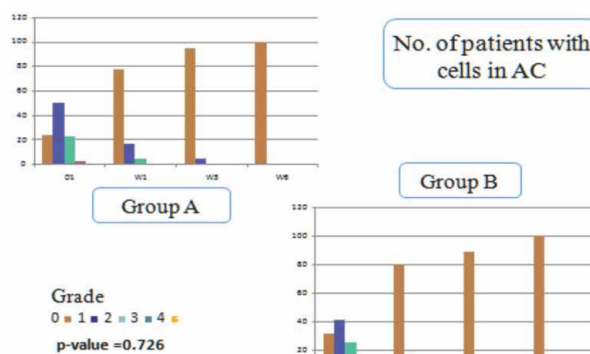 120
100
80
60
40
20
0
D1 W1 W3 W6
No. of patients with
cells in AC
Group A
Group B
120
100
80
60
40
20
Grade
0 1 2 3 4
p-value =0.726